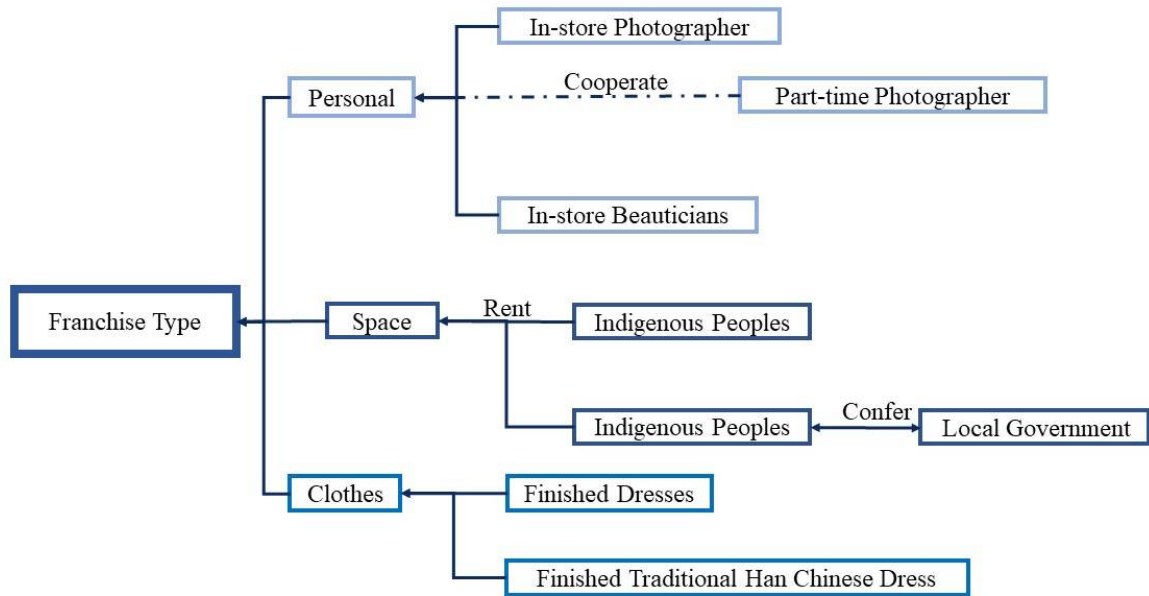 In-store Photographer
Cooperate
Personal
Part-time Photographer
In-store Beauticians
Franchise Type
Space
Rent
Indigenous Peoples
Indigenous Peoples
Confer
Local Government
Clothes
Finished Dresses
Finished Traditional Han Chinese Dress